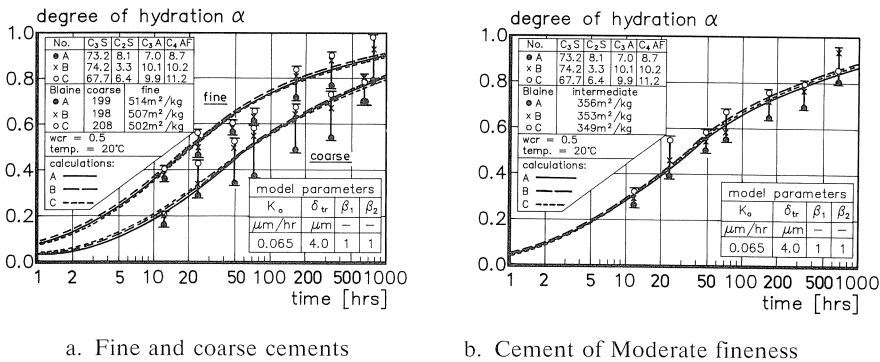 degree of hydration α
1.0
0.8
0.6
0.4
0.2
0.0
No. C₃S C₂S C₃A C₄AF
A 73.2 8.1 7.0 8.7
× B 74.2 3.3 10.1 10.2
○ C 67.7 6.4 9.9 11.2
Blaine coarse fine
A 199 514m²/kg
× B 198 507m²/kg
○ C 208 502m²/kg
wcr = 0.5
temp. = 20°C
calculations:
A
B
C
fine
coarse
model parameters
K₀ δtr β₁ β₂
μm/hr μm – –
0.065 4.0 1 1
1 2 5 10 20 50 100 200 500 1000
time [hrs]
a. Fine and coarse cements
degree of hydration α
1.0
0.8
0.6
0.4
0.2
0.0
No. C₃S C₂S C₃A C₄AF
A 73.2 8.1 7.0 8.7
× B 74.2 3.3 10.1 10.2
○ C 67.7 6.4 9.9 11.2
Blaine intermediate
A 356m²/kg
× B 353m²/kg
○ C 349m²/kg
wcr = 0.5
temp. = 20°C
calculations:
A
B
C
model parameters
K₀ δtr β₁ β₂
μm/hr μm – –
0.065 4.0 1 1
1 2 5 10 20 50 100 200 500 1000
time [hrs]
b. Cement of Moderate fineness